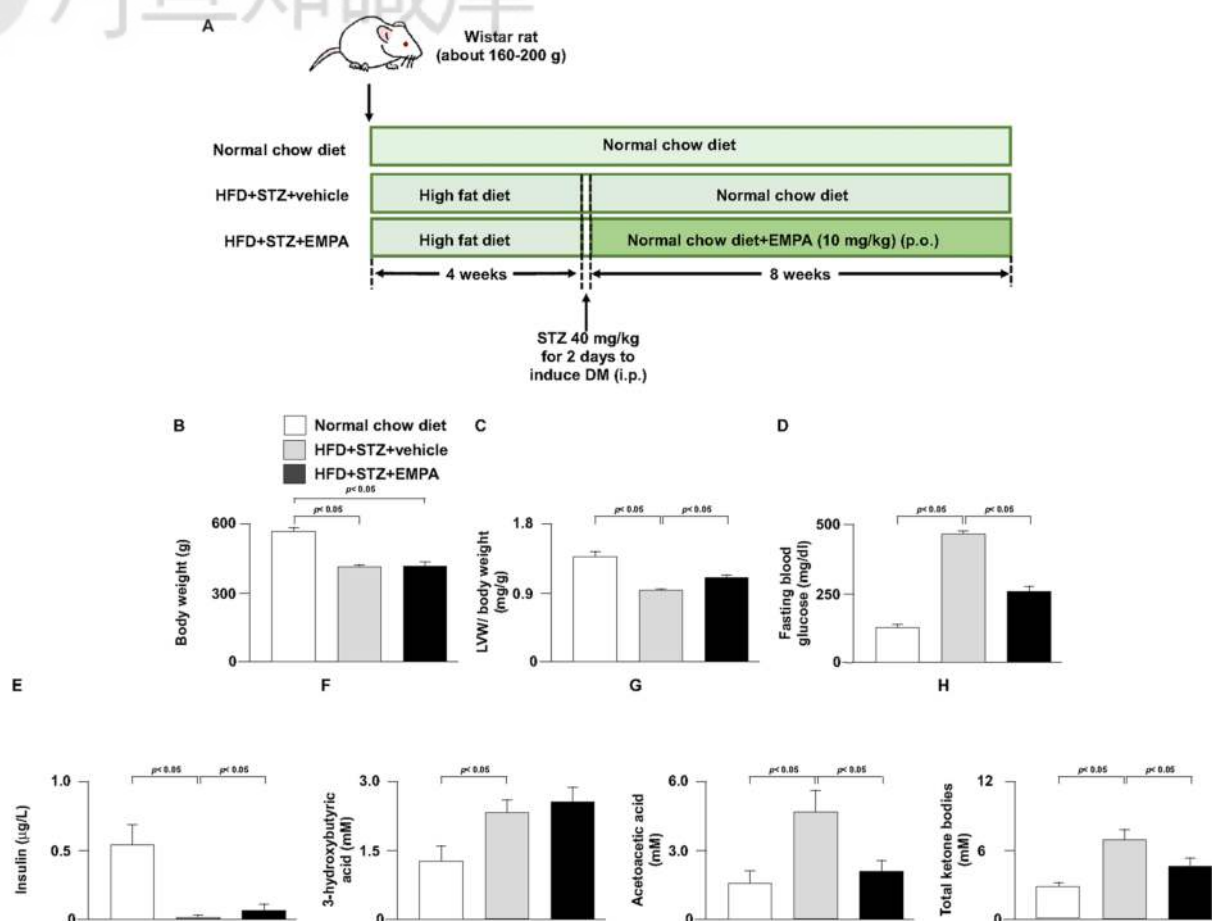 A
Wistar rat
(about 160-200 g)
Normal chow diet
Normal chow diet
HFD+STZ+vehicle
High fat diet
Normal chow diet
HFD+STZ+EMPA
High fat diet
Normal chow diet+EMPA (10 mg/kg) (p.o.)
4 weeks
8 weeks
STZ 40 mg/kg
for 2 days to
induce DM (i.p.)
B
Normal chow diet
HFD+STZ+vehicle
HFD+STZ+EMPA
p< 0.05
p< 0.05
600
300
0
Body weight (g)
C
p< 0.05
p< 0.05
1.8
0.9
0
LVW/ body weight
(mg/g)
D
p< 0.05
p< 0.05
500
250
0
Fasting blood
glucose (mg/dl)
E
p< 0.05
p< 0.05
1.0
0.5
0
Insulin (μg/L)
F
p< 0.05
3.0
1.5
0
3-hydroxybutyric
acid (mM)
G
p< 0.05
p< 0.05
6.0
3.0
0
Acetoacetic acid
(mM)
H
p< 0.05
p< 0.05
12
6
0
Total ketone bodies
(mM)